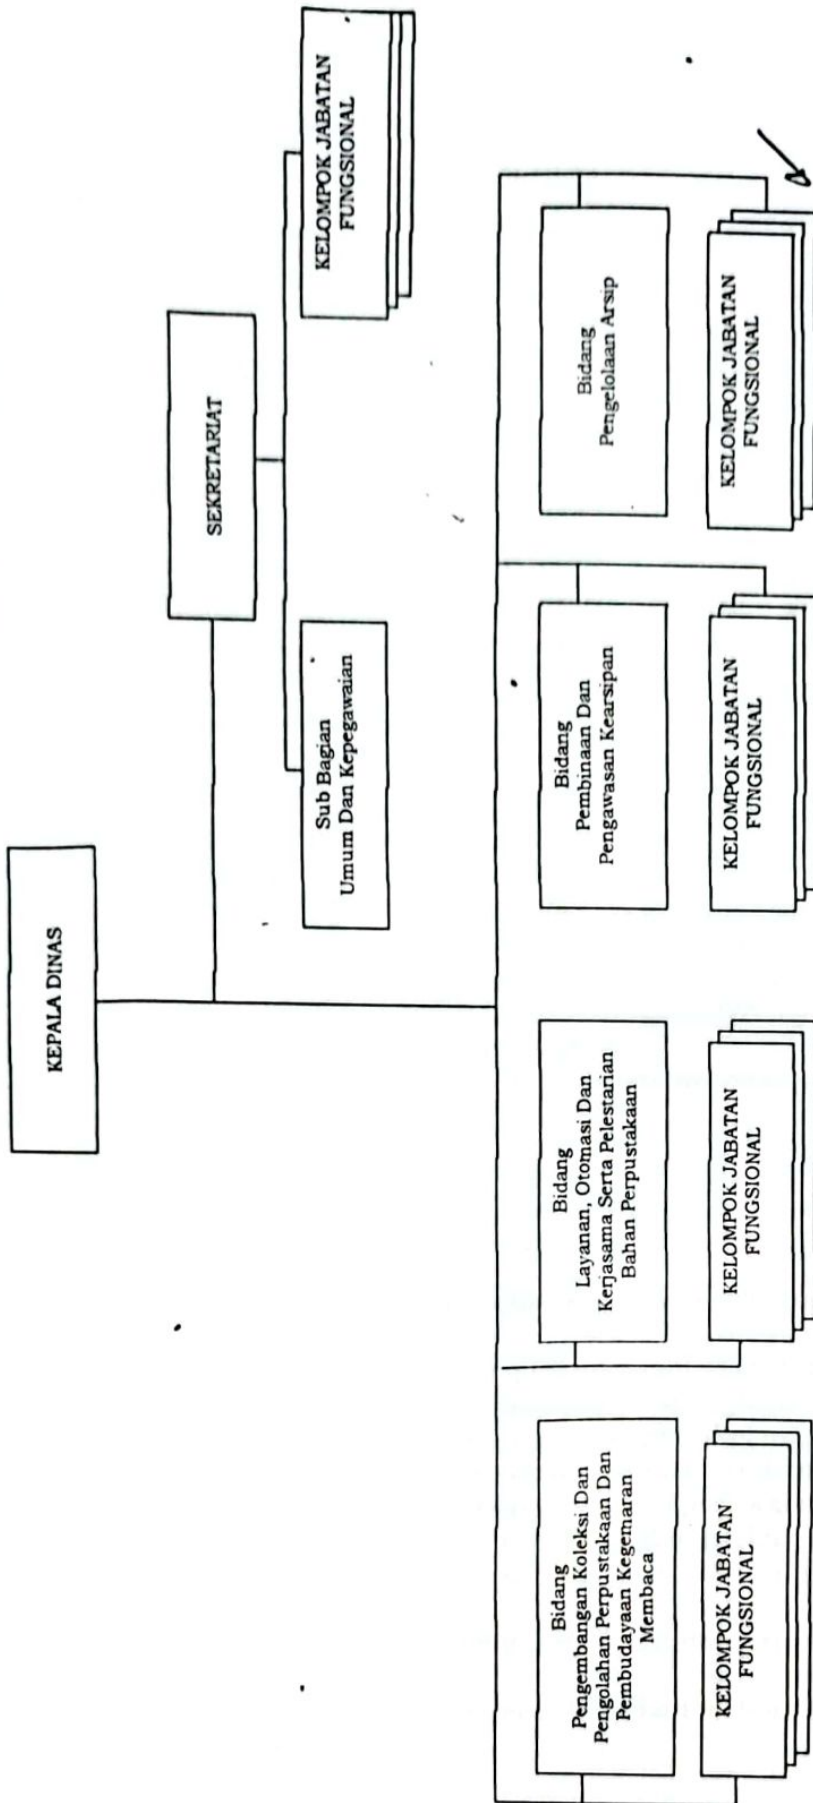 KEPALA DINAS
SEKRETARIAT
Sub Bagian
Umum Dan Kepegawaian
KELOMPOK JABATAN
FUNGSIONAL
Bidang
Pengembangan Koleksi Dan
Pengolahan Perpustakaan Dan
Pembudayaan Kegemaran
Membaca
KELOMPOK JABATAN
FUNGSIONAL
Bidang
Layanan, Otomasi Dan
Kerjasama Serta Pelestarian
Bahan Perpustakaan
KELOMPOK JABATAN
FUNGSIONAL
Bidang
Pembinaan Dan
Pengawasan Kearsipan
KELOMPOK JABATAN
FUNGSIONAL
Bidang
Pengelolaan Arsip
KELOMPOK JABATAN
FUNGSIONAL